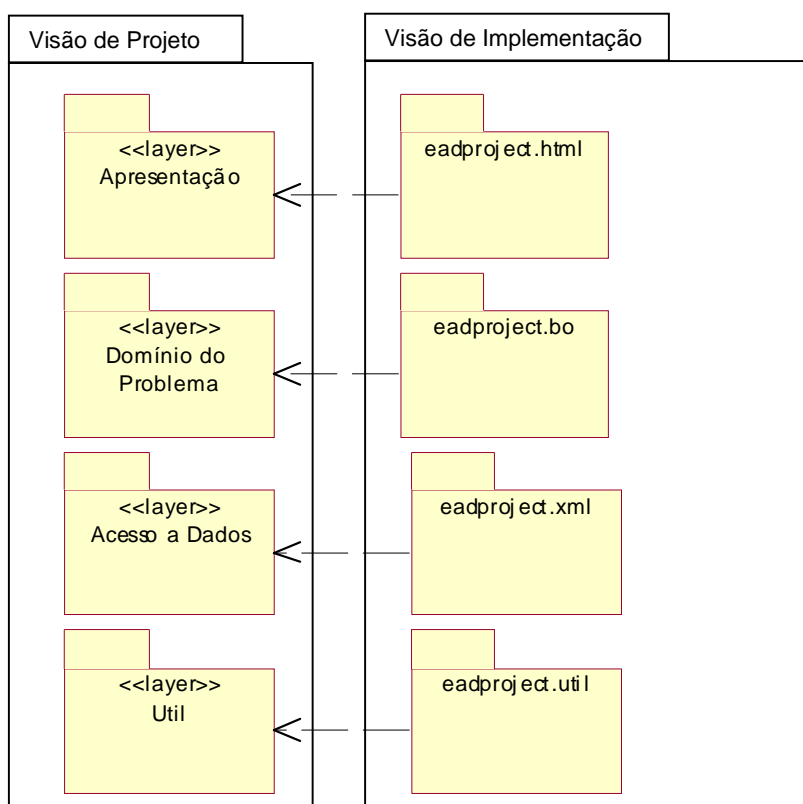 Visão de Projeto
<<layer>>
Apresentação
<<layer>>
Domínio do
Problema
<<layer>>
Acesso a Dados
<<layer>>
Util
Visão de Implementação
eadproject.html
eadproject.bo
eadproject.xml
eadproject.util